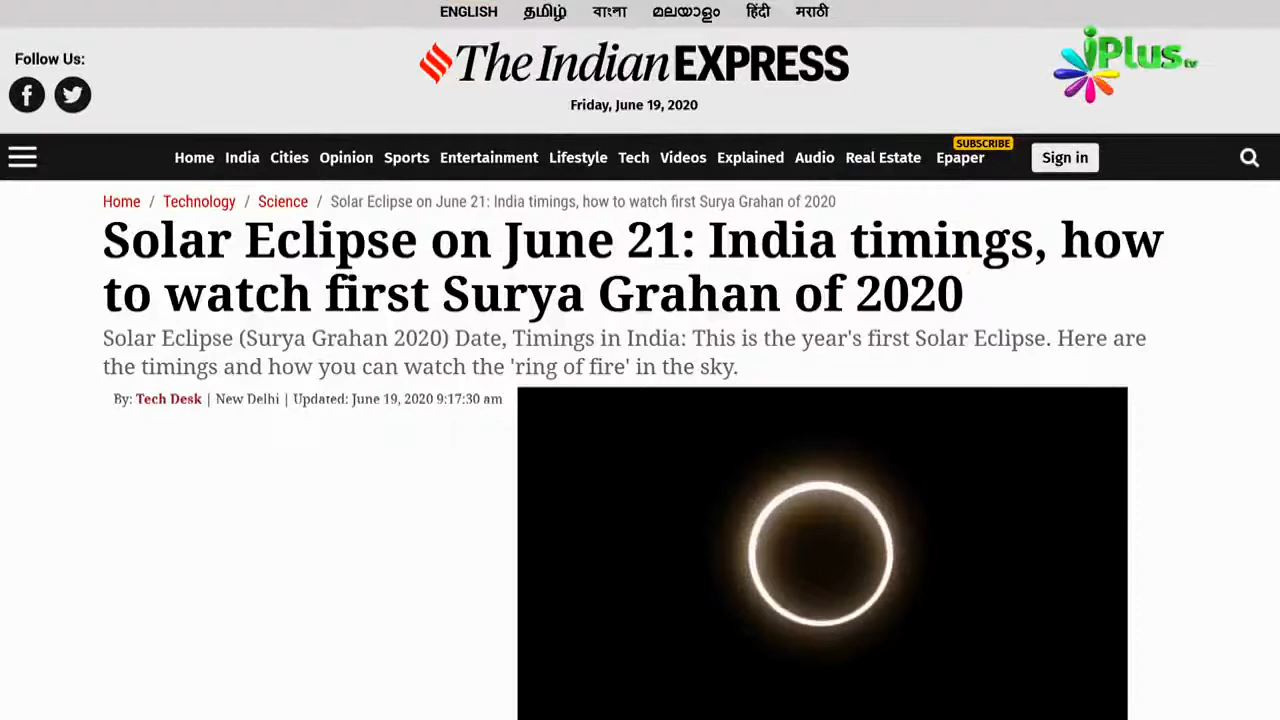 ENGLISH தமிழ் বাংলা മലയാളം हिंदी मराठी
Follow Us:
The Indian EXPRESS
iPlus tv
Friday, June 19, 2020
SUBSCRIBE
Home India Cities Opinion Sports Entertainment Lifestyle Tech Videos Explained Audio Real Estate Epaper Sign in
Home / Technology / Science / Solar Eclipse on June 21: India timings, how to watch first Surya Grahan of 2020
Solar Eclipse on June 21: India timings, how
to watch first Surya Grahan of 2020
Solar Eclipse (Surya Grahan 2020) Date, Timings in India: This is the year's first Solar Eclipse. Here are
the timings and how you can watch the 'ring of fire' in the sky.
By: Tech Desk | New Delhi | Updated: June 19, 2020 9:17:30 am